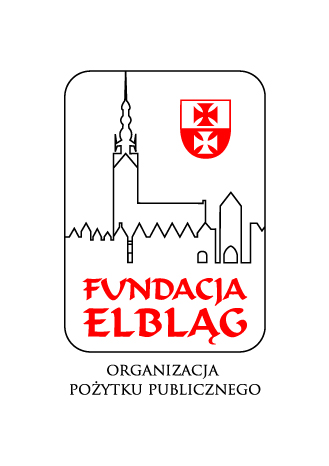 FUNDACJA
ELBLĄG
ORGANIZACJA
POŻYTKU PUBLICZNEGO